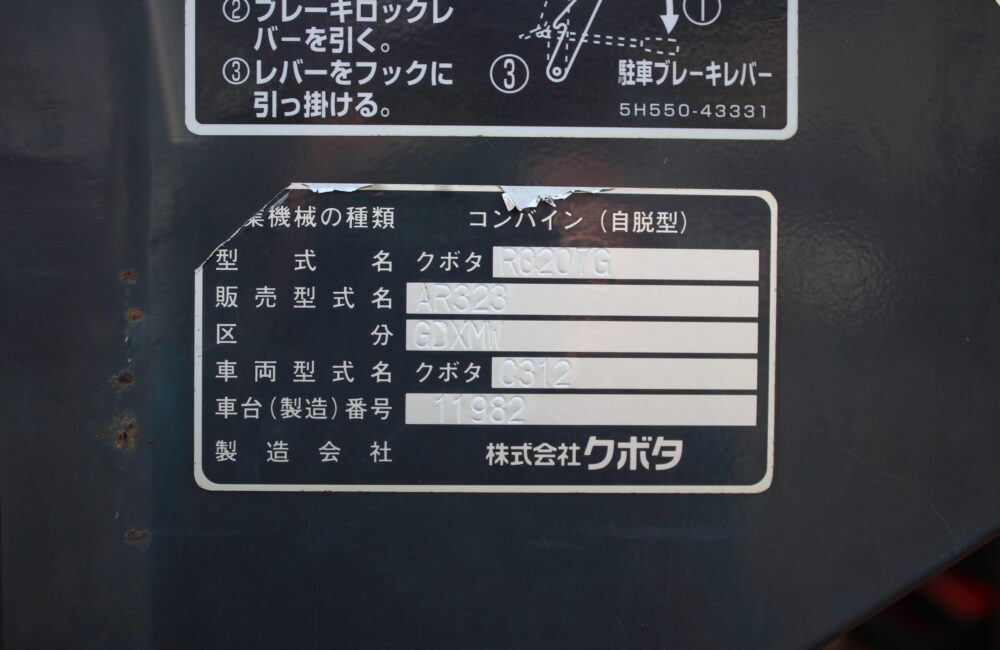 ②ブレーキロックレ
バーを引く。
③レバーをフックに
引っ掛ける。
①
③
駐車ブレーキレバー
5H550-43331
業機械の種類 コンバイン（自脱型）
型式名 クボタ R320YG
販売型式名 AR323
区分 GDXMW
車両型式名 クボタ C312
車台(製造)番号 11982
製造会社 株式会社クボタ